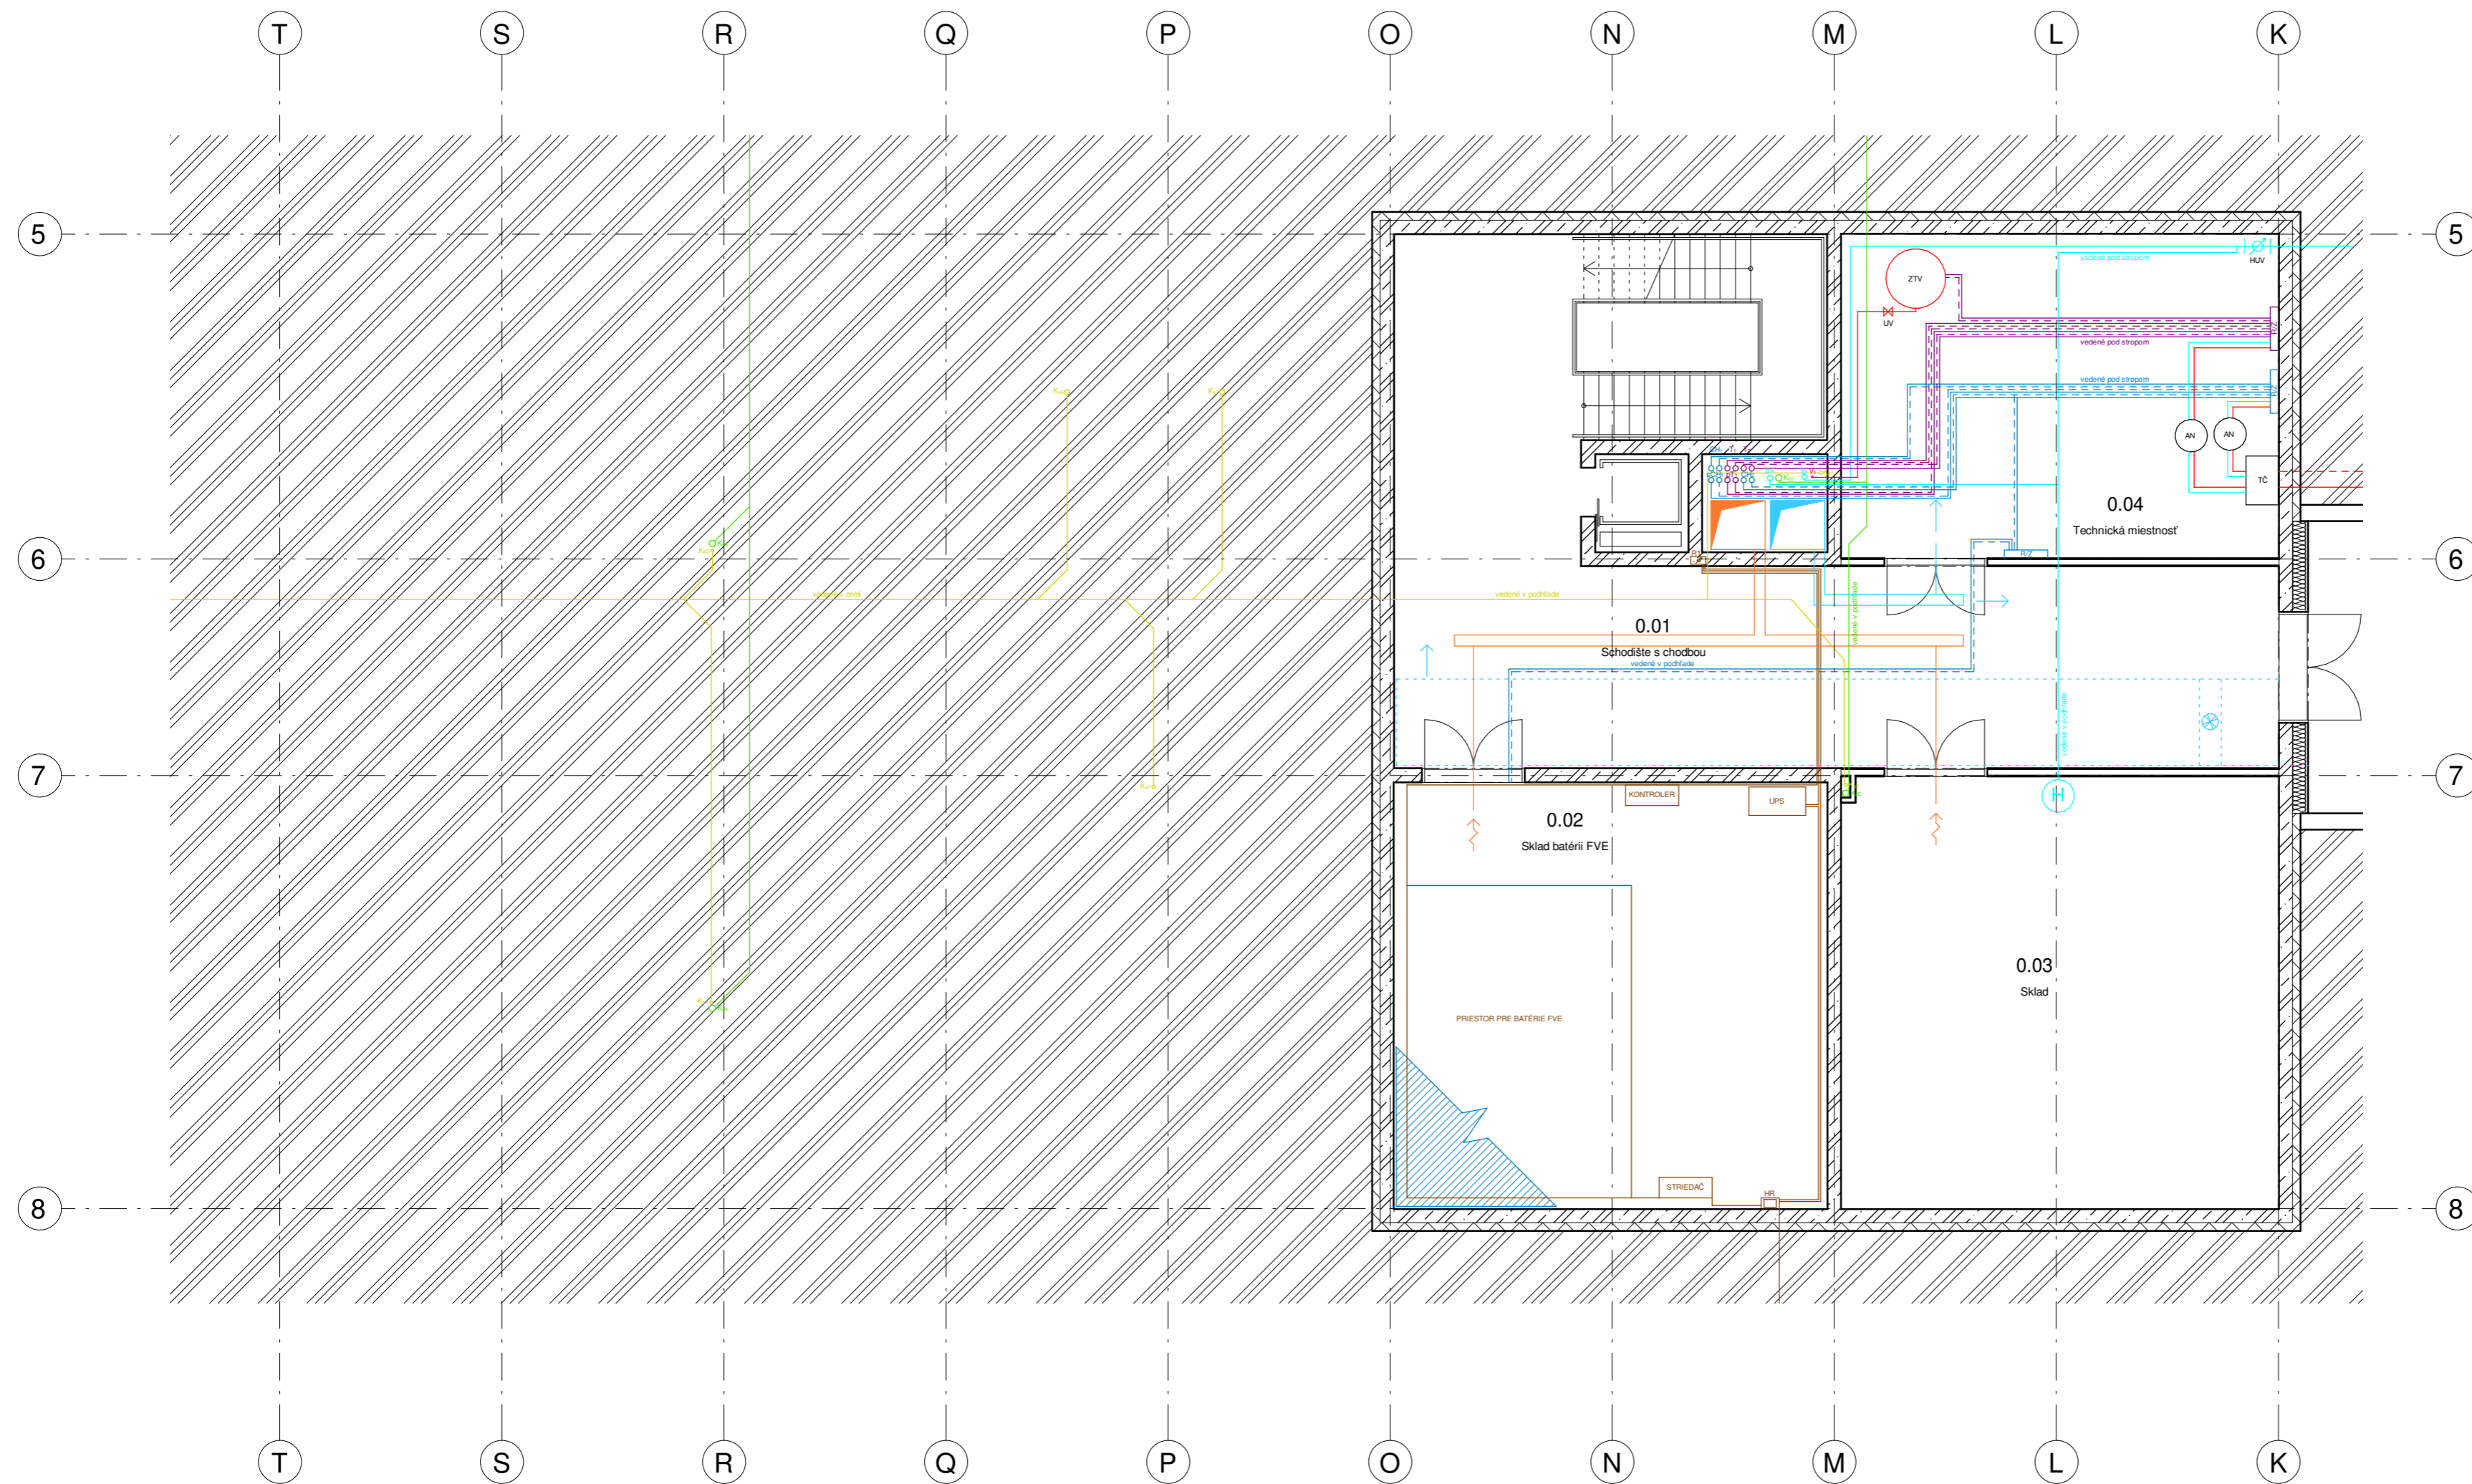 T S R Q P O N M L K
5 5
vedené pod stropom
HUV
ZTV
UV
R/Z
vedené pod stropom
vedené pod stropom
R/Z
AN AN
TČ
0.04
Technická miestnosť
R/Z
6 6
vedené v zemi
vedené v podhľade
vedené v podhľade
0.01
Schodište s chodbou
vedené v podhľade
vedené v podhľade
7 7
H
KONTROLER
UPS
0.02
Sklad batérii FVE
0.03
Sklad
PRIESTOR PRE BATÉRIE FVE
STRIEDAČ
HR
8 8
T S R Q P O N M L K